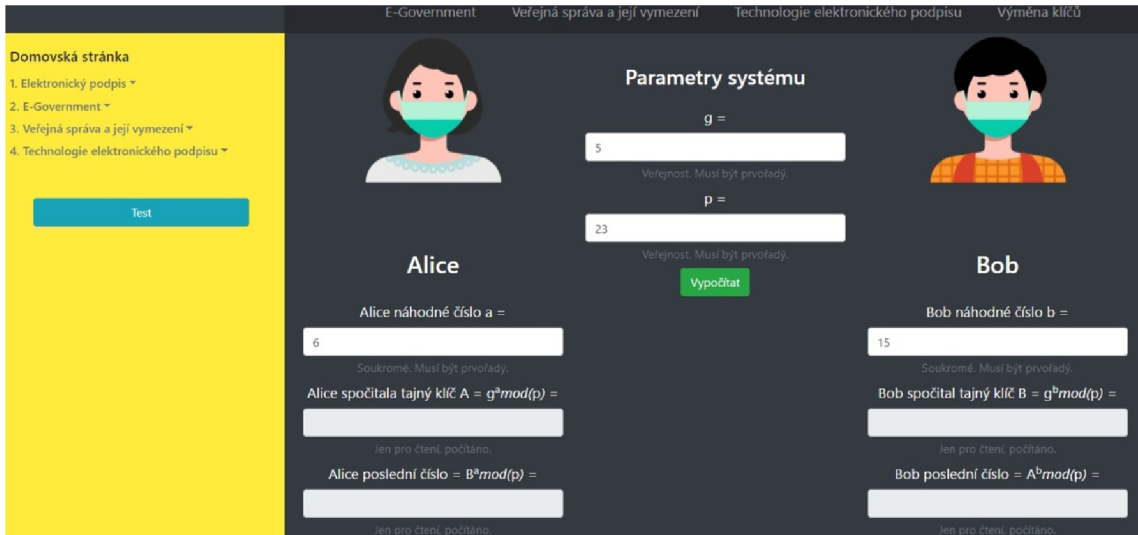 E-Government Veřejná správa a její vymezení Technologie elektronického podpisu Výměna klíčů
Domovská stránka
1. Elektronický podpis
2. E-Government
3. Veřejná správa a její vymezení
4. Technologie elektronického podpisu
Test
Parametry systému
g =
5
Veřejnost. Musí být prvořadý.
p =
23
Veřejnost. Musí být prvořadý.
Vypočítat
Alice
Alice náhodné číslo a =
6
Soukromé. Musí být prvořadý.
Alice spočitala tajný klíč A = gᵃmod(p) =
Jen pro čtení, počítáno.
Alice poslední číslo = Bᵃmod(p) =
Jen pro čtení, počítáno.
Bob
Bob náhodné číslo b =
15
Soukromé. Musí být prvořadý.
Bob spočital tajný klíč B = gᵇmod(p) =
Jen pro čtení, počítáno.
Bob poslední číslo = Aᵇmod(p) =
Jen pro čtení, počítáno.